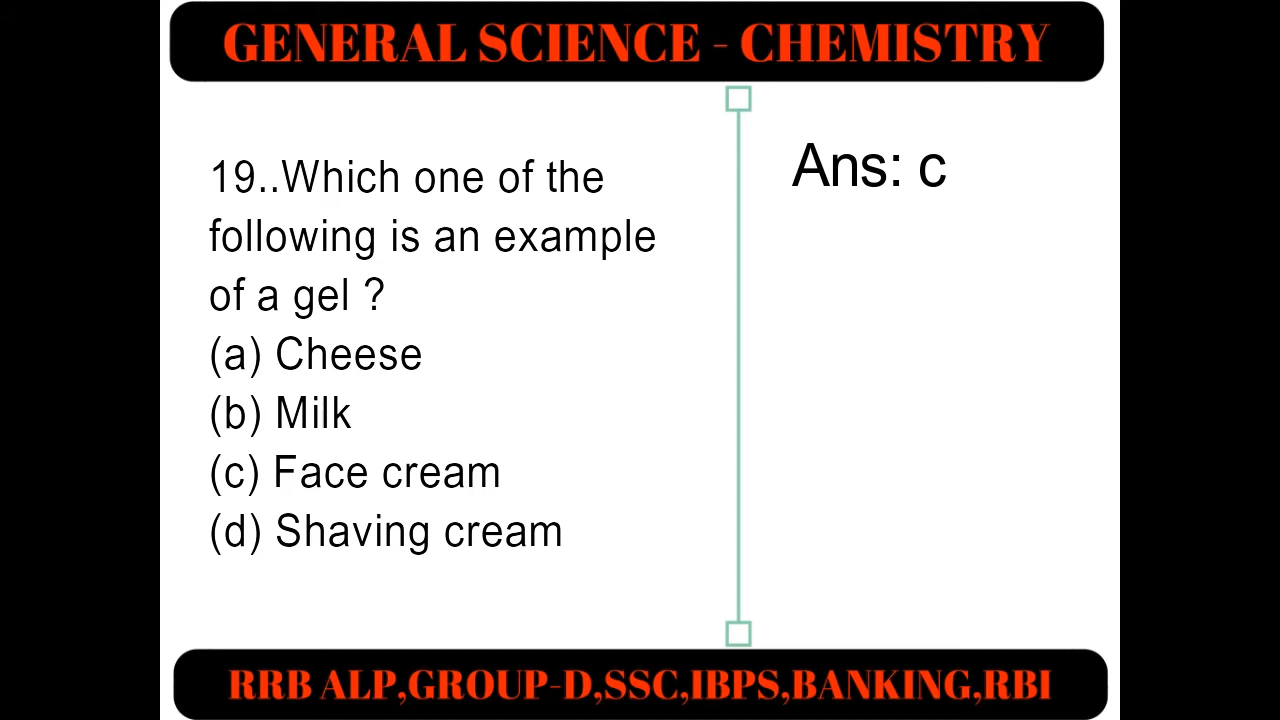 GENERAL SCIENCE - CHEMISTRY
19..Which one of the
following is an example
of a gel ?
(a) Cheese
(b) Milk
(c) Face cream
(d) Shaving cream
Ans: c
RRB ALP,GROUP-D,SSC,IBPS,BANKING,RBI